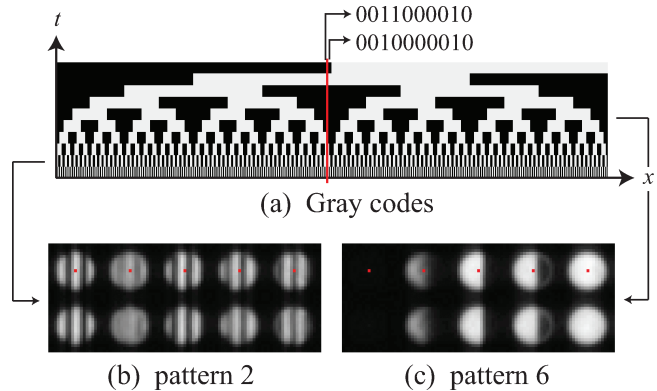 t
0011000010
0010000010
x
(a) Gray codes
(b) pattern 2
(c) pattern 6